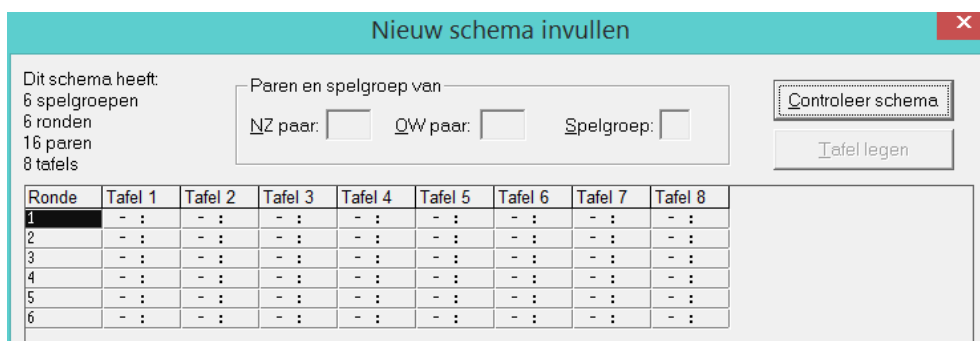 Nieuw schema invullen
x
Dit schema heeft:
6 spelgroepen
6 ronden
16 paren
8 tafels
Paren en spelgroep van
NZ paar: OW paar: Spelgroep:
Controleer schema
Tafel legen
Ronde Tafel 1 Tafel 2 Tafel 3 Tafel 4 Tafel 5 Tafel 6 Tafel 7 Tafel 8
1 - : - : - : - : - : - : - : - :
2 - : - : - : - : - : - : - : - :
3 - : - : - : - : - : - : - : - :
4 - : - : - : - : - : - : - : - :
5 - : - : - : - : - : - : - : - :
6 - : - : - : - : - : - : - : - :